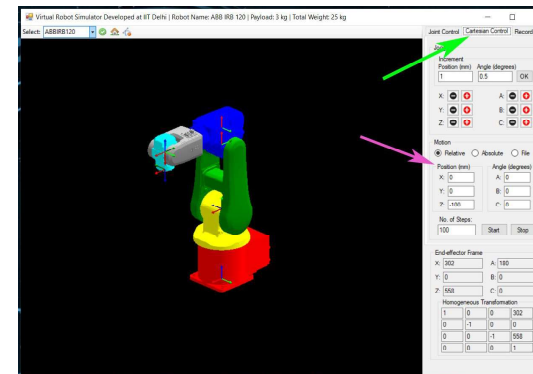 Virtual Robot Simulator Developed at IIT Delhi | Robot Name: ABB IRB 120 | Payload: 3 kg | Total Weight: 25 kg
Select: ABBIRB120
Joint Control Cartesian Control Record
Increment
Position (mm) Angle (degrees)
1 0.5 OK
X: A:
Y: B:
Z: C:
Motion
Relative Absolute File
Position (mm) Angle (degrees)
X: 0 A: 0
Y: 0 B: 0
Z: -100 C: 0
No. of Steps:
100 Start Stop
End-effector Frame
X: 302 A: 180
Y: 0 B: 0
Z: 558 C: 0
Homogeneous Transformation
1 0 0 302
0 -1 0 0
0 0 -1 558
0 0 0 1